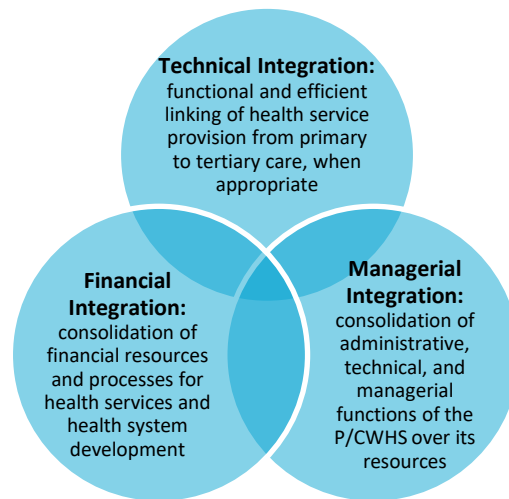 Technical Integration:
functional and efficient
linking of health service
provision from primary
to tertiary care, when
appropriate
Financial
Integration:
consolidation of
financial resources
and processes for
health services and
health system
development
Managerial
Integration:
consolidation of
administrative,
technical, and
managerial
functions of the
P/CWHS over its
resources